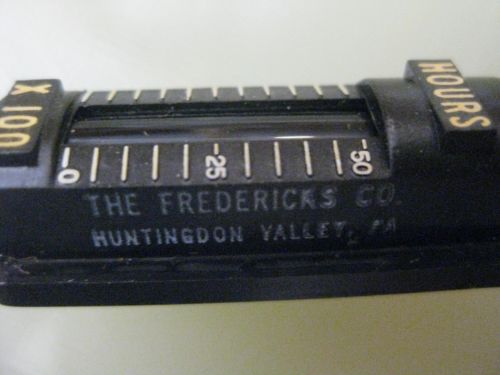 X 100
HOURS
0 25 50
THE FREDERICKS CO.
HUNTINGDON VALLEY, PA